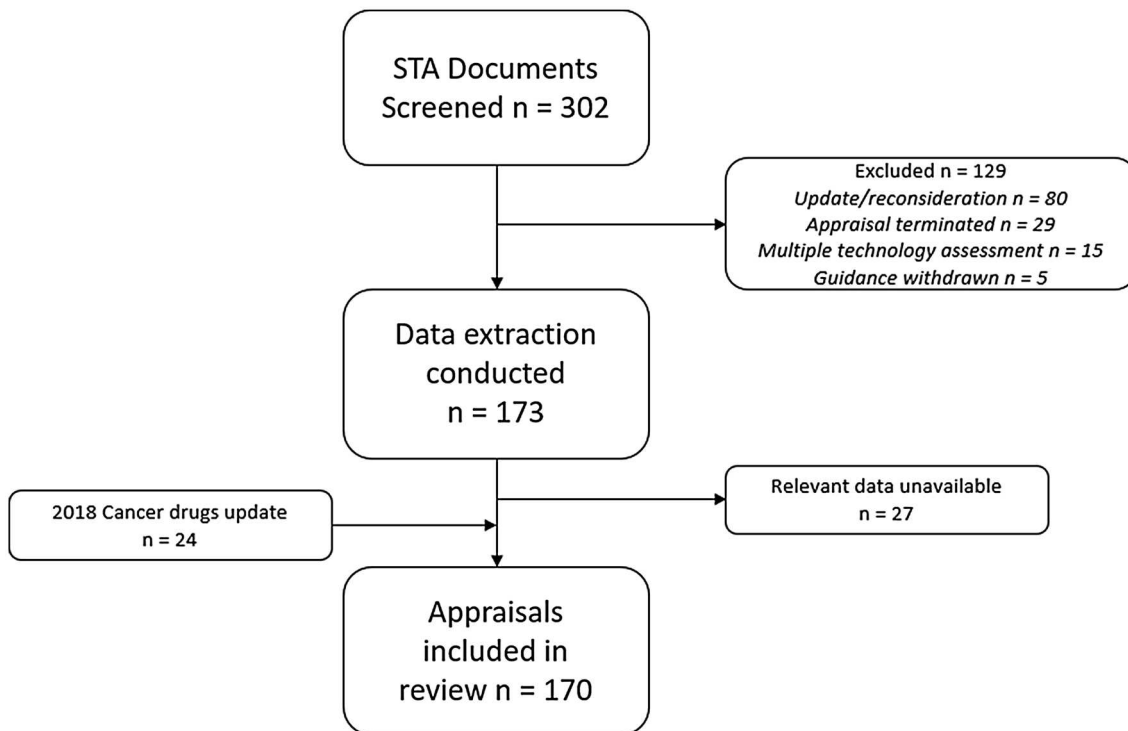 STA Documents
Screened n = 302
Excluded n = 129
Update/reconsideration n = 80
Appraisal terminated n = 29
Multiple technology assessment n = 15
Guidance withdrawn n = 5
Data extraction
conducted
n = 173
Relevant data unavailable
n = 27
2018 Cancer drugs update
n = 24
Appraisals
included in
review n = 170